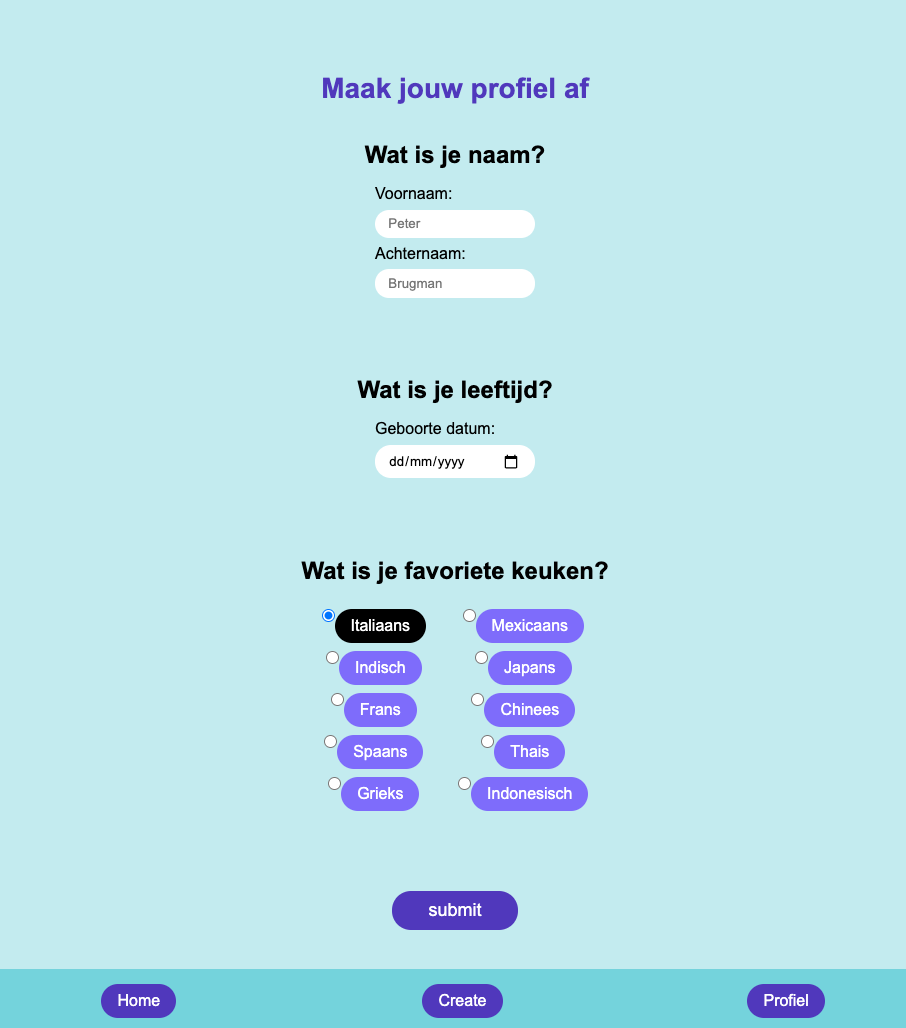 Maak jouw profiel af
Wat is je naam?
Voornaam:
Peter
Achternaam:
Brugman
Wat is je leeftijd?
Geboorte datum:
dd/mm/yyyy
Wat is je favoriete keuken?
Italiaans Mexicaans
Indisch Japans
Frans Chinees
Spaans Thais
Grieks Indonesisch
submit
Home Create Profiel